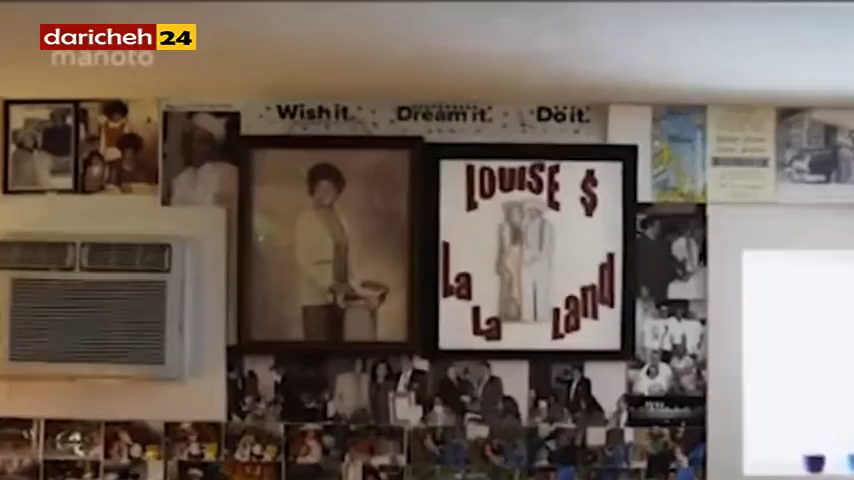 daricheh 24
manoto
Wish it. Dream it. Do it.
LOUISE $
La La Land